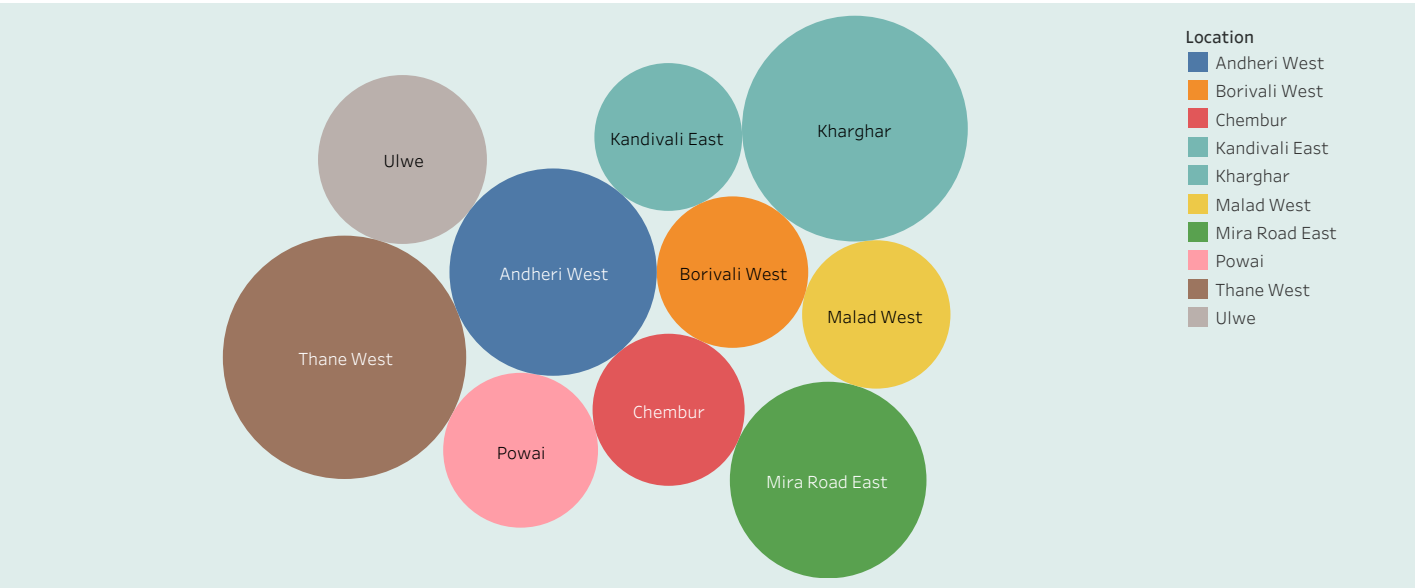 Kharghar
Kandivali East
Ulwe
Andheri West
Borivali West
Malad West
Thane West
Chembur
Powai
Mira Road East
Location
Andheri West
Borivali West
Chembur
Kandivali East
Kharghar
Malad West
Mira Road East
Powai
Thane West
Ulwe